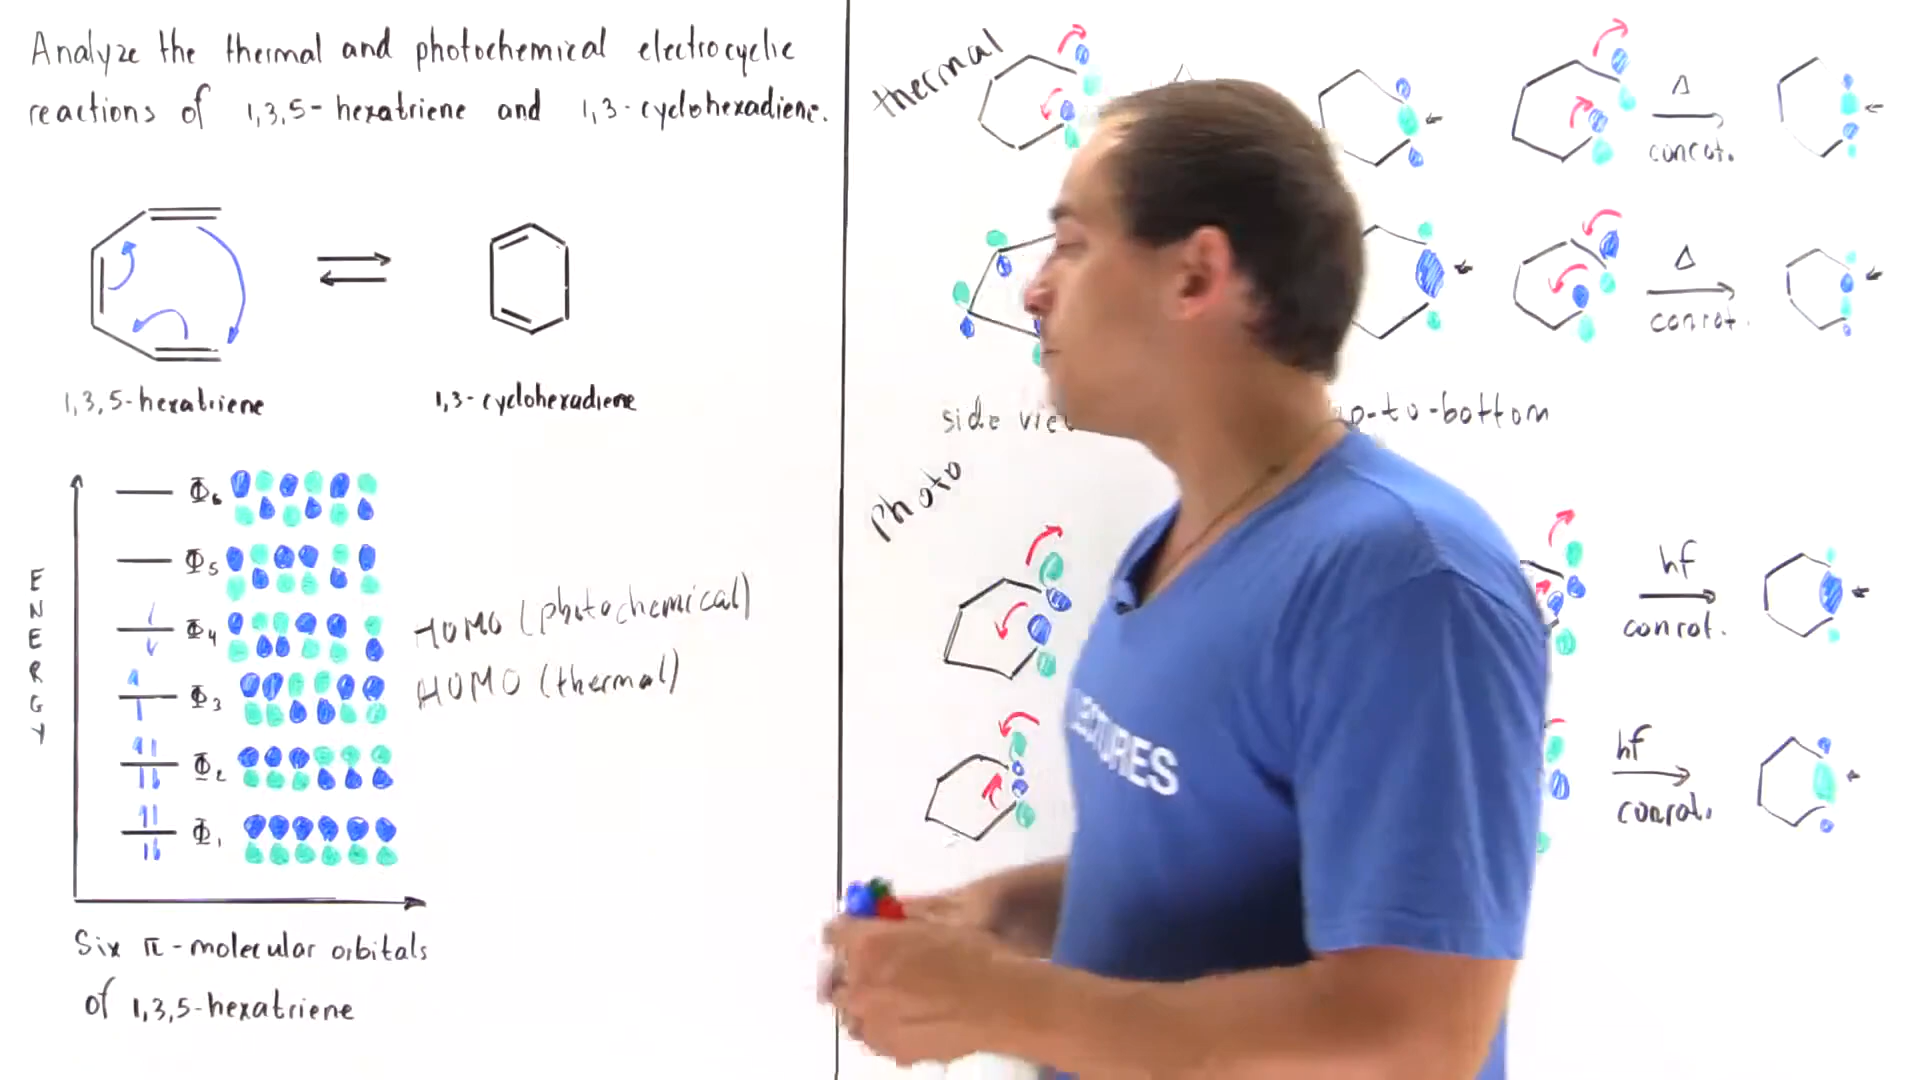 Analyze the thermal and photochemical electrocyclic
reactions of 1,3,5-hexatriene and 1,3-cyclohexadiene.
1,3,5-hexatriene
1,3-cyclohexadiene
ENERGY
Φ6
Φ5
Φ4 HOMO (photochemical)
Φ3 HOMO (thermal)
Φ2
Φ1
Six π-molecular orbitals
of 1,3,5-hexatriene
thermal
Δ
conrot.
Δ
conrot.
side
-to-bottom
photo
hf
conrot.
hf
conrot.